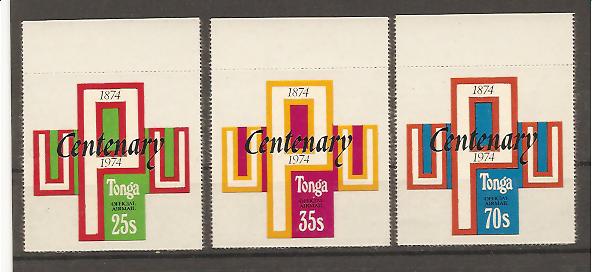 1874
Centenary
1974
Tonga
OFFICIAL
AIRMAIL
25s
1874
Centenary
1974
Tonga
OFFICIAL
AIRMAIL
35s
1874
Centenary
1974
Tonga
OFFICIAL
AIRMAIL
70s